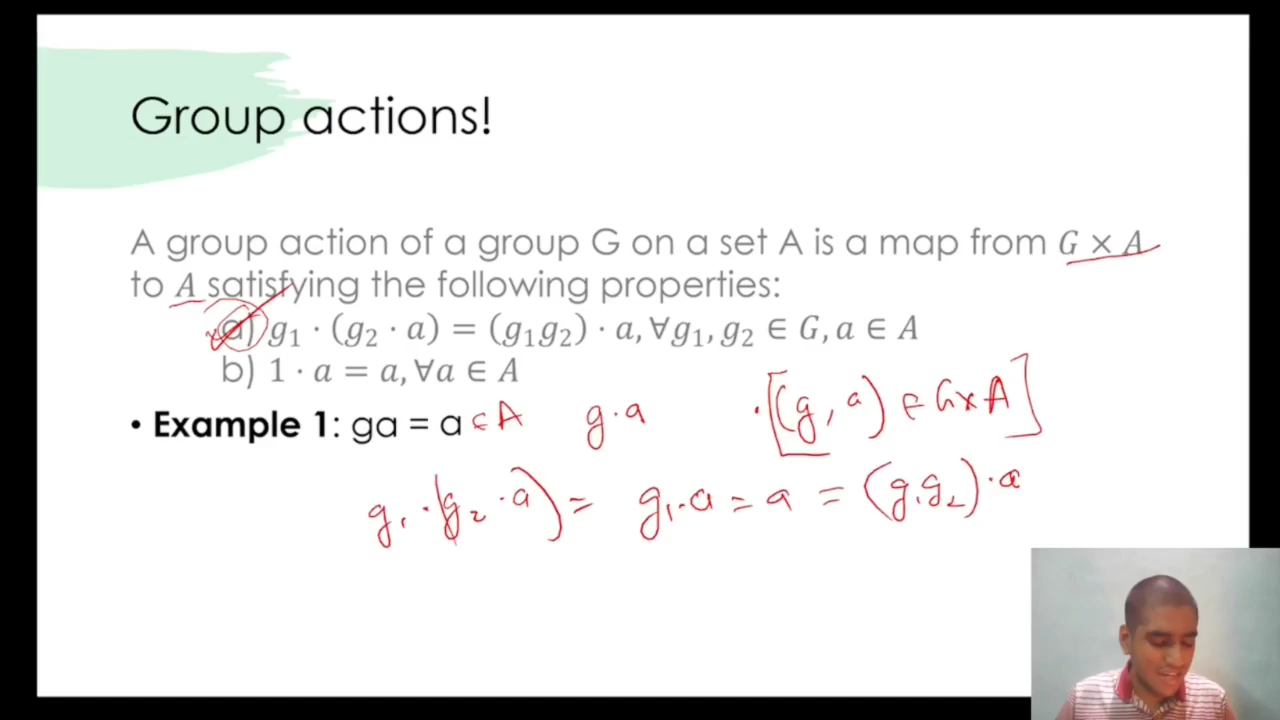 Group actions!
A group action of a group G on a set A is a map from G × A
to A satisfying the following properties:
a) g₁ · (g₂ · a) = (g₁g₂) · a, ∀g₁, g₂ ∈ G, a ∈ A
b) 1 · a = a, ∀a ∈ A
• Example 1: ga = a ∈ A g · a · [(g, a) ∈ G × A]
g₁ · (g₂ · a) = g₁ · a = a = (g₁g₂) · a